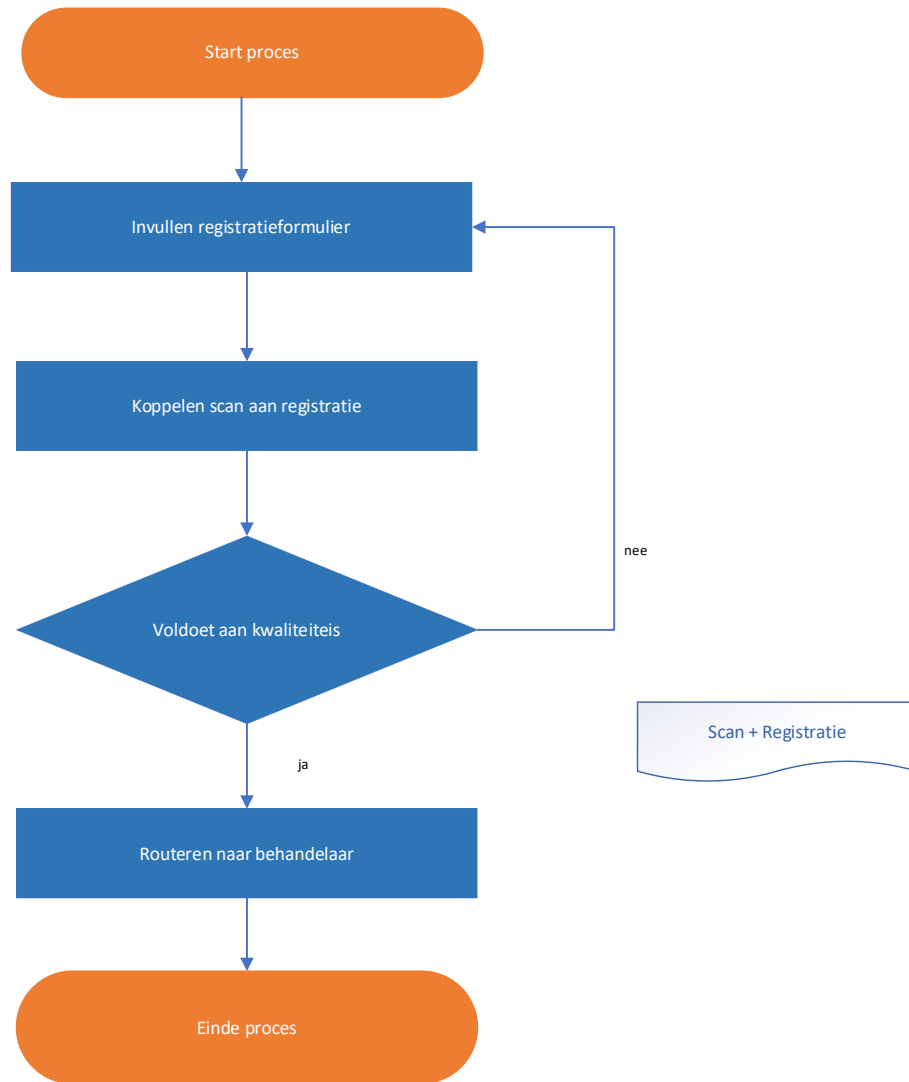 Start proces
Invullen registratieformulier
Koppelen scan aan registratie
nee
Voldoet aan kwaliteiteis
Scan + Registratie
ja
Routeren naar behandelaar
Einde proces